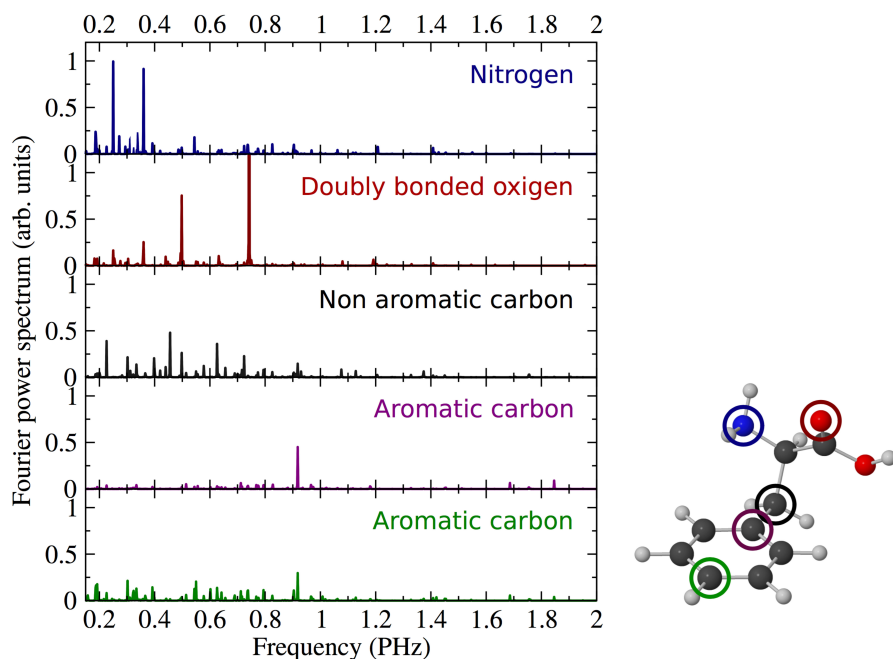 0.2 0.4 0.6 0.8 1 1.2 1.4 1.6 1.8 2
Fourier power spectrum (arb. units)
1
0.5
0
Nitrogen
1
0.5
0
Doubly bonded oxigen
1
0.5
0
Non aromatic carbon
1
0.5
0
Aromatic carbon
1
0.5
0
Aromatic carbon
0.2 0.4 0.6 0.8 1 1.2 1.4 1.6 1.8 2
Frequency (PHz)